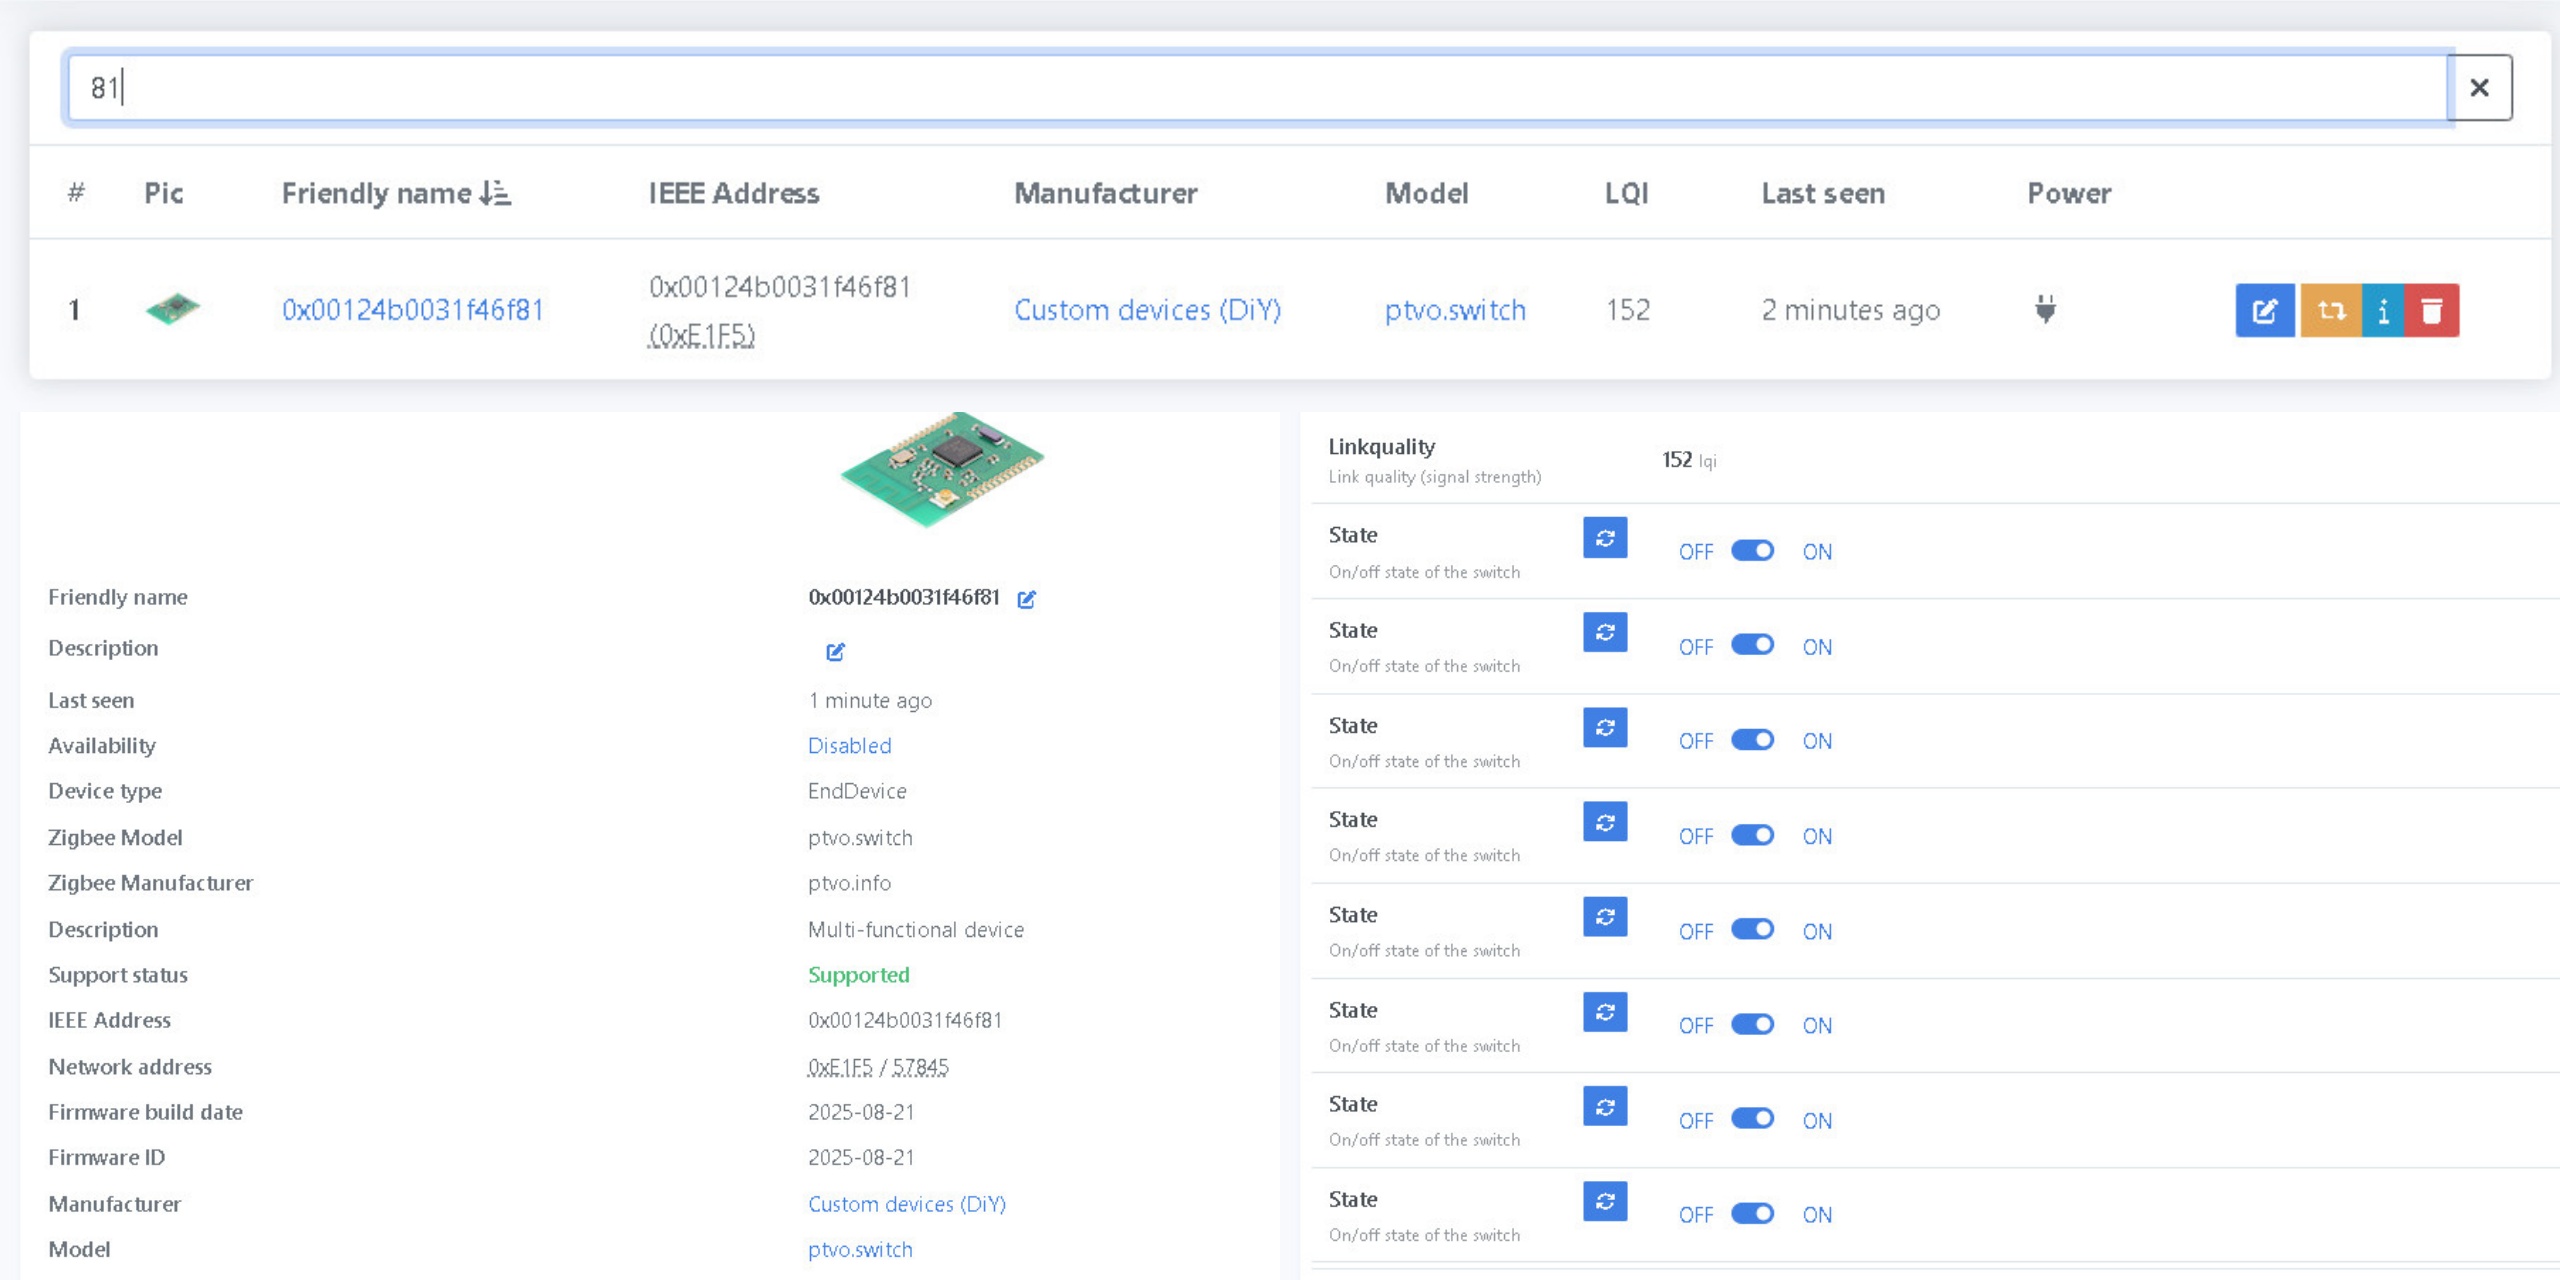 81
# Pic Friendly name IEEE Address Manufacturer Model LQI Last seen Power
1 0x00124b0031f46f81 0x00124b0031f46f81 (0xE1F5) Custom devices (DiY) ptvo.switch 152 2 minutes ago
Friendly name 0x00124b0031f46f81
Description
Last seen 1 minute ago
Availability Disabled
Device type EndDevice
Zigbee Model ptvo.switch
Zigbee Manufacturer ptvo.info
Description Multi-functional device
Support status Supported
IEEE Address 0x00124b0031f46f81
Network address 0xE1F5 / 57845
Firmware build date 2025-08-21
Firmware ID 2025-08-21
Manufacturer Custom devices (DiY)
Model ptvo.switch
Linkquality 152 lqi
Link quality (signal strength)
State OFF ON
On/off state of the switch
State OFF ON
On/off state of the switch
State OFF ON
On/off state of the switch
State OFF ON
On/off state of the switch
State OFF ON
On/off state of the switch
State OFF ON
On/off state of the switch
State OFF ON
On/off state of the switch
State OFF ON
On/off state of the switch